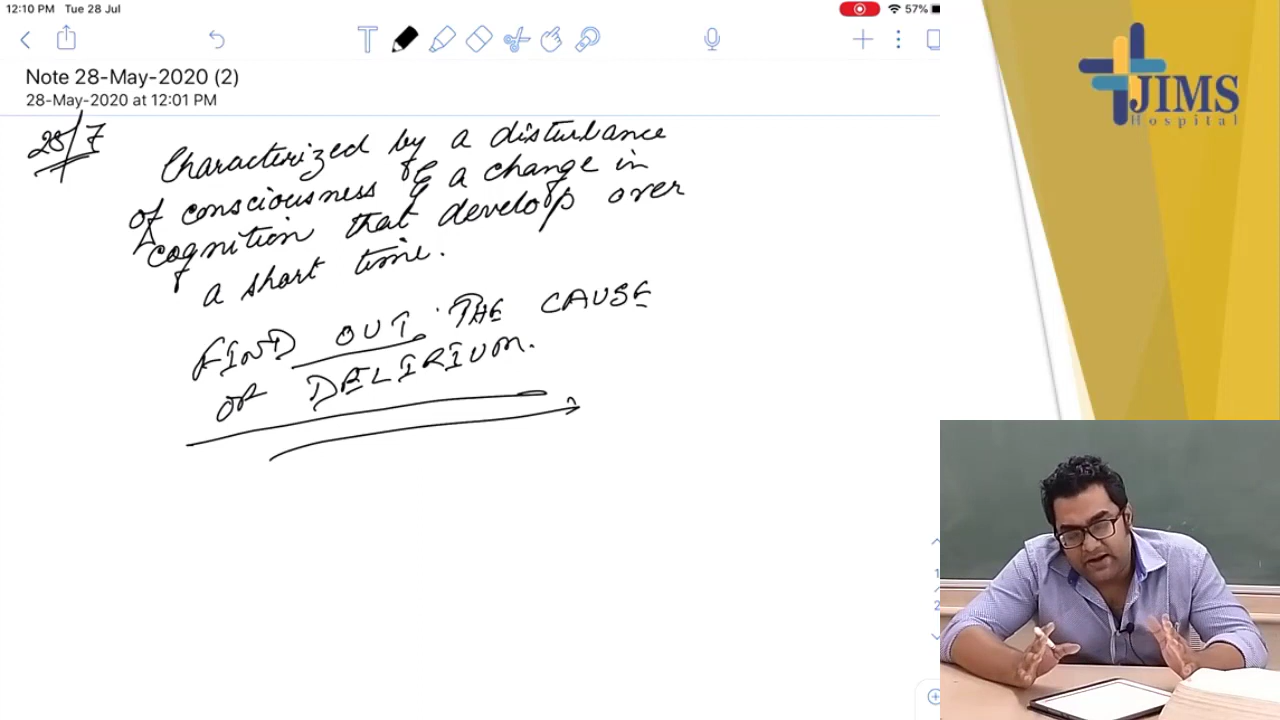 12:10 PM Tue 28 Jul
57%
T
Note 28-May-2020 (2)
28-May-2020 at 12:01 PM
28/7
Characterized by a disturbance
of consciousness & a change in
cognition that develop over
a short time.
FIND OUT THE CAUSE
OF DELIRIUM.
JIMS
Hospital
1
2